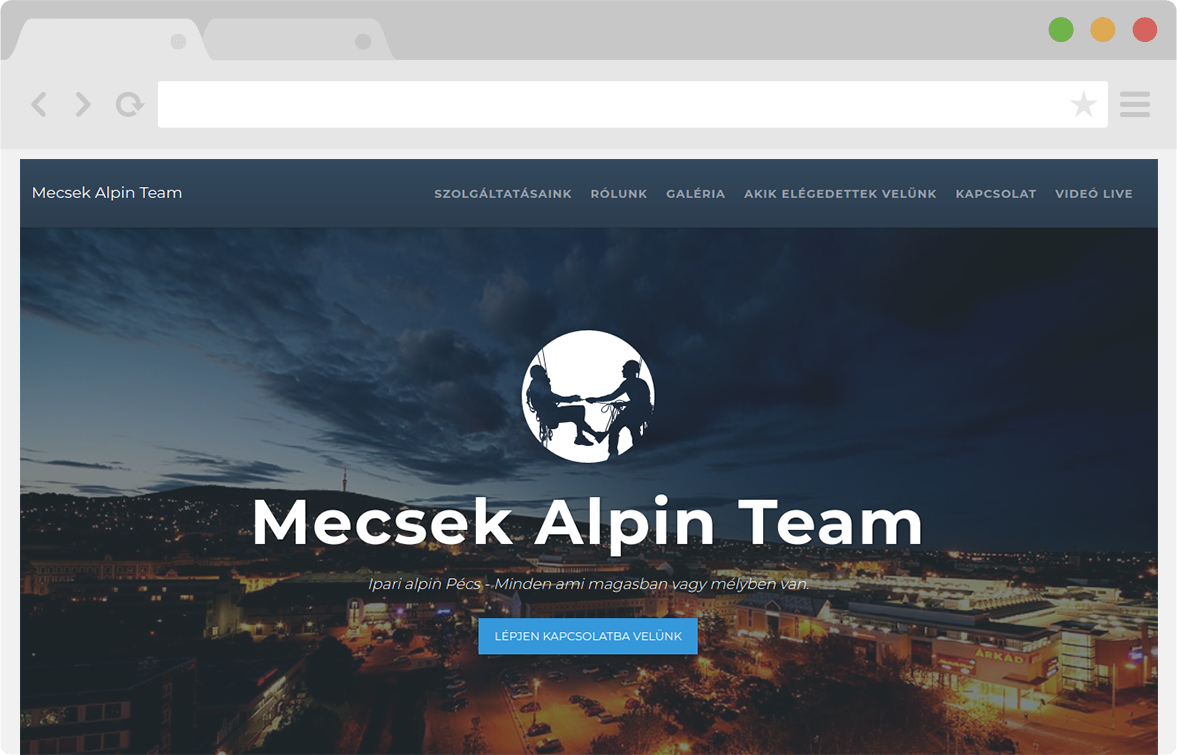 Mecsek Alpin Team
SZOLGÁLTATÁSAINK RÓLUNK GALÉRIA AKIK ELÉGEDETTEK VELÜNK KAPCSOLAT VIDEÓ LIVE
Mecsek Alpin Team
Ipari alpin Pécs - Minden ami magasban vagy mélyben van.
LÉPJEN KAPCSOLATBA VELÜNK
ÁRKÁD